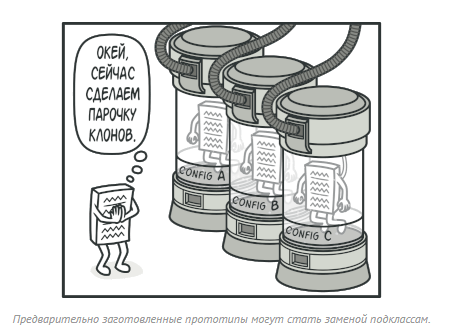 ОКЕЙ,
СЕЙЧАС
СДЕЛАЕМ
ПАРОЧКУ
КЛОНОВ.
CONFIG A
CONFIG B
CONFIG C
Предварительно заготовленные прототипы могут стать заменой подклассам.